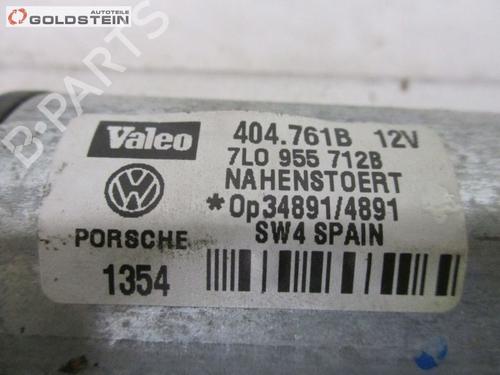 AUTOTEILE
GOLDSTEIN
Valeo 404.761B 12V
7L0 955 712B
NAHENSTOERT
*Op34891/4891
PORSCHE SW4 SPAIN
1354
B-PARTS